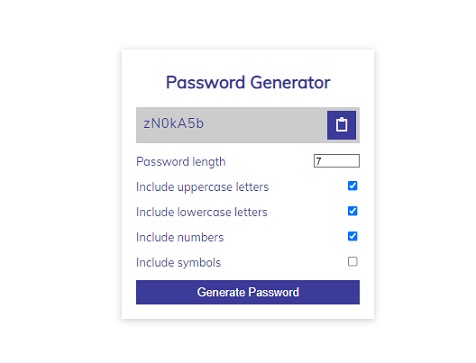 Password Generator
zN0kA5b
Password length 7
Include uppercase letters
Include lowercase letters
Include numbers
Include symbols
Generate Password